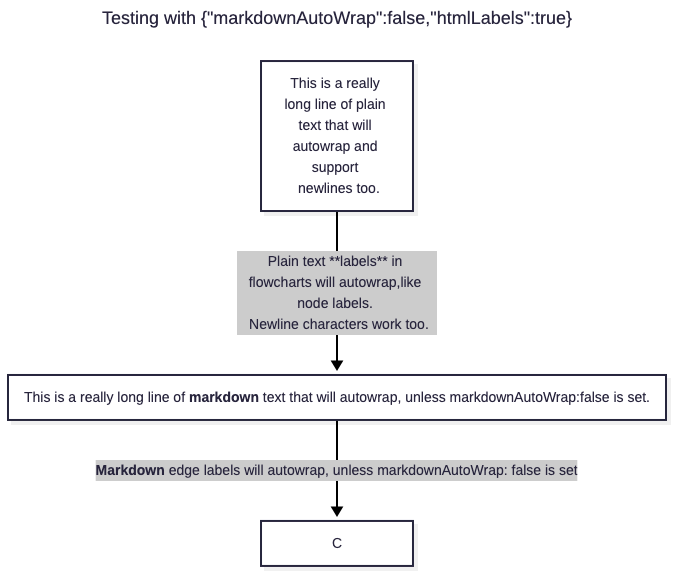 Testing with {"markdownAutoWrap":false,"htmlLabels":true}
This is a really
long line of plain
text that will
autowrap and
support
newlines too.
Plain text **labels** in
flowcharts will autowrap,like
node labels.
Newline characters work too.
This is a really long line of markdown text that will autowrap, unless markdownAutoWrap:false is set.
Markdown edge labels will autowrap, unless markdownAutoWrap: false is set
C